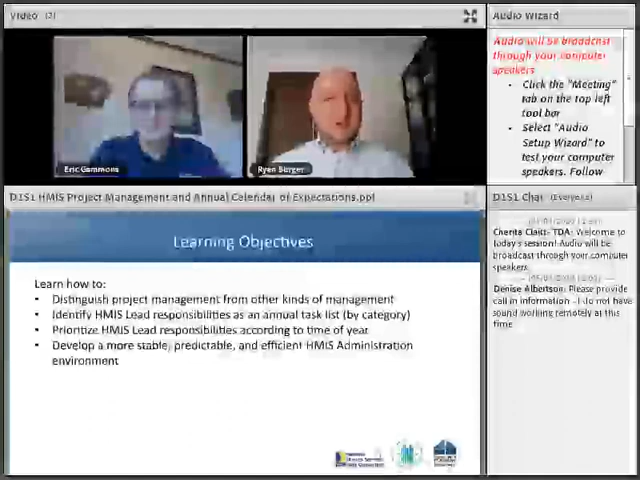 Video (2)
Eric Gammons
Ryan Burger
Audio Wizard
Audio will be broadcast
through your computer
speakers
• Click the "Meeting"
tab on the top left
tool bar
• Select "Audio
Setup Wizard" to
test your computer
speakers. Follow
D1S1 HMIS Project Management and Annual Calendar of Expectations.ppt
Learning Objectives
Learn how to:
• Distinguish project management from other kinds of management
• Identify HMIS Lead responsibilities as an annual task list (by category)
• Prioritize HMIS Lead responsibilities according to time of year
• Develop a more stable, predictable, and efficient HMIS Administration
environment
D1S1 Chat (Everyone)
TDA: Welcome to
today's session! Audio will be
broadcast through your computer
speakers.
Denise Albertson: Please provide
call in information - I do not have
sound working remotely at this
time